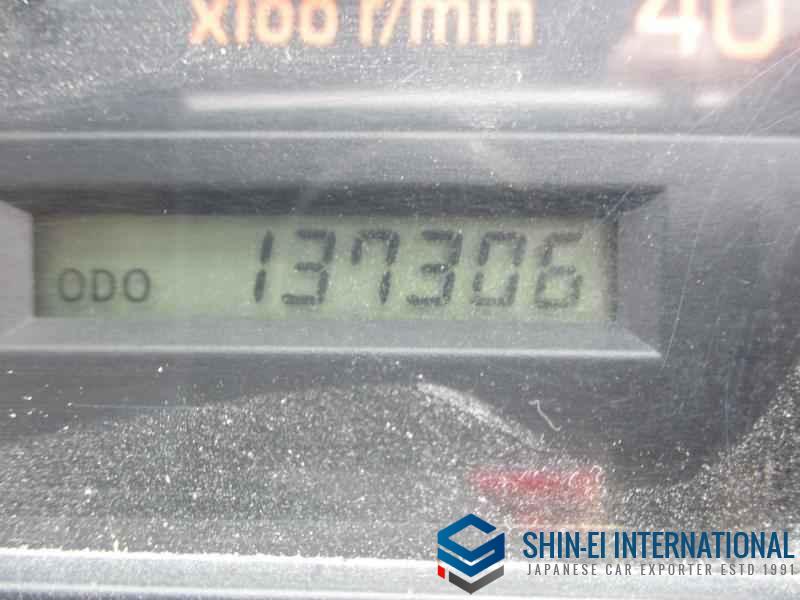 x100 r/min 40
ODO 137306
SHIN-EI INTERNATIONAL
JAPANESE CAR EXPORTER ESTD 1991